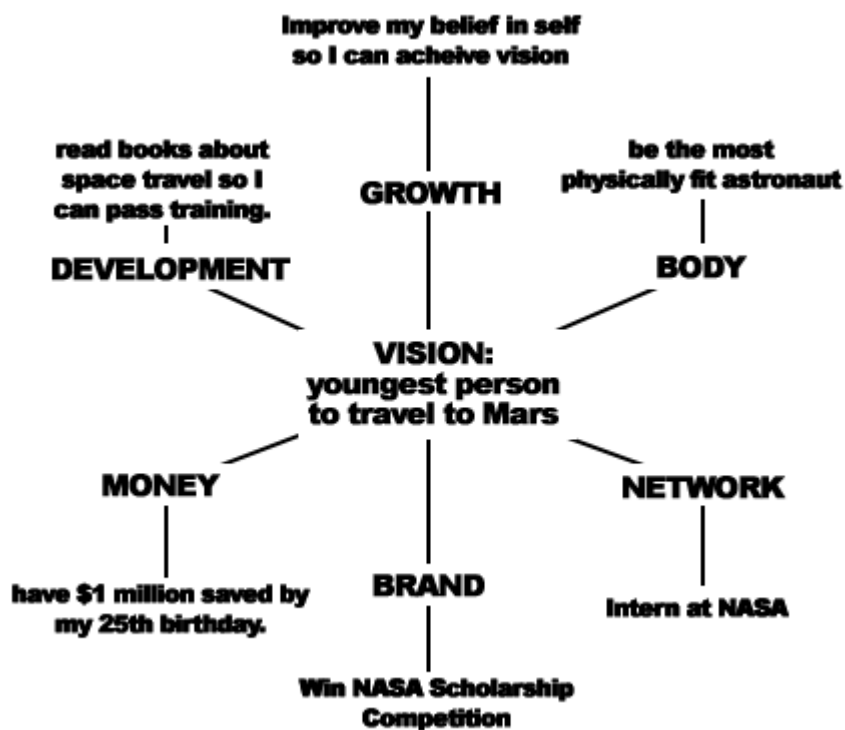 Improve my belief in self
so I can acheive vision
read books about
space travel so I
can pass training.
DEVELOPMENT
GROWTH
be the most
physically fit astronaut
BODY
VISION:
youngest person
to travel to Mars
MONEY
have $1 million saved by
my 25th birthday.
BRAND
Win NASA Scholarship
Competition
NETWORK
Intern at NASA